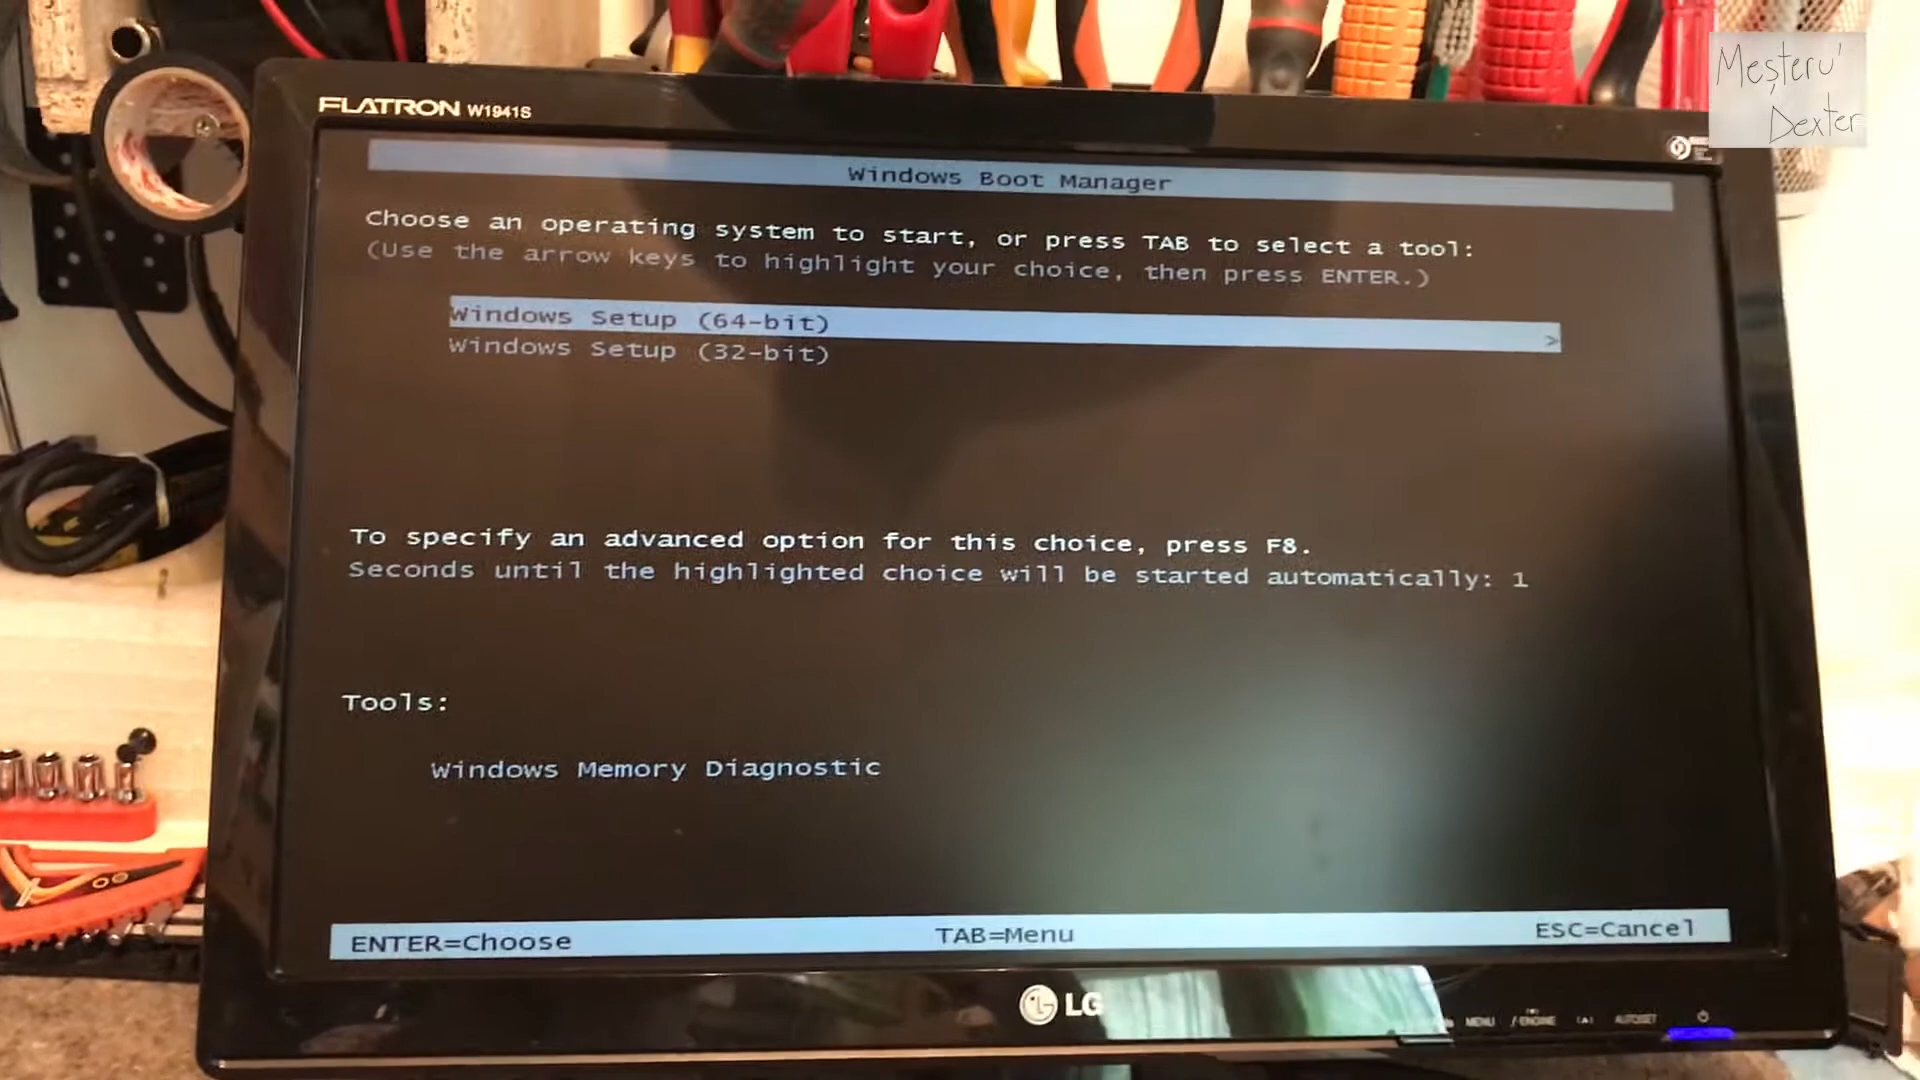 Meșteru'
Dexter
FLATRON W1941S
Windows Boot Manager
Choose an operating system to start, or press TAB to select a tool:
(Use the arrow keys to highlight your choice, then press ENTER.)
Windows Setup (64-bit) >
Windows Setup (32-bit)
To specify an advanced option for this choice, press F8.
Seconds until the highlighted choice will be started automatically: 1
Tools:
Windows Memory Diagnostic
ENTER=Choose TAB=Menu ESC=Cancel
LG
MENU AUTO/SET